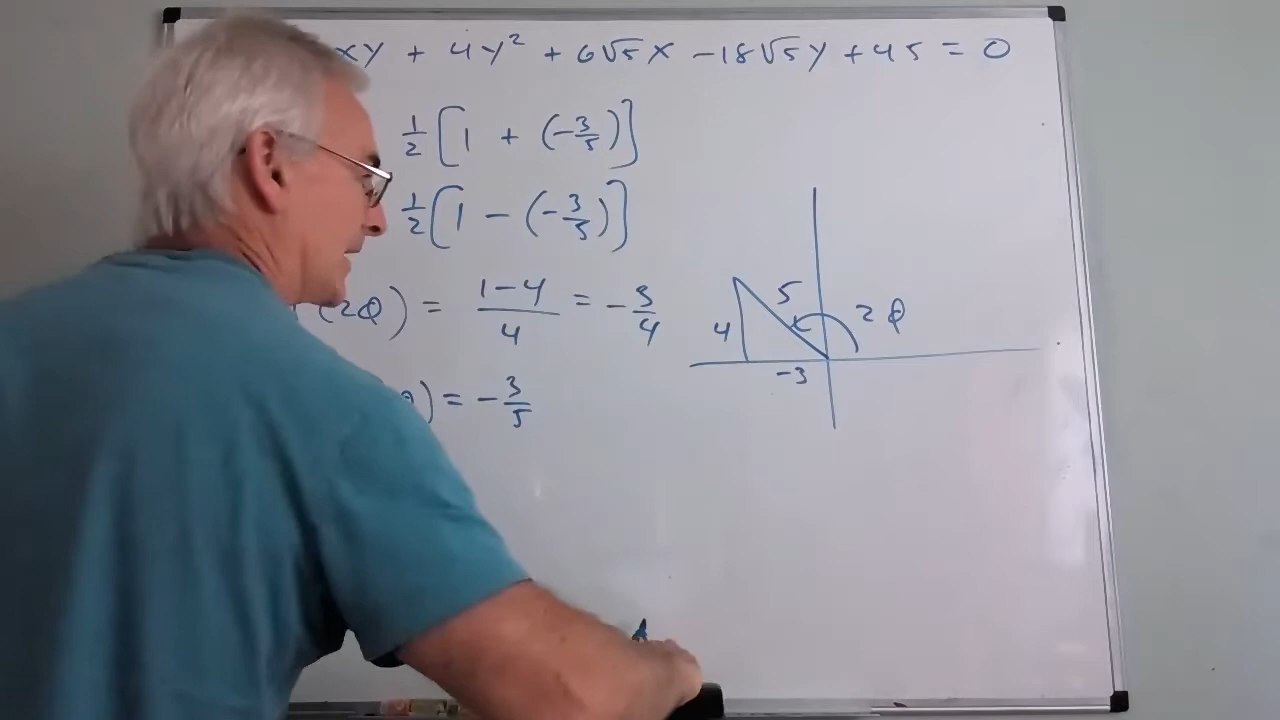 xy + 4y² + 6√5x - 18√5y + 45 = 0
1/2 [1 + (-3/5)]
1/2 [1 - (-3/5)]
(2θ) = (1-4)/4 = -3/4
) = -3/5
5
2θ
4
-3